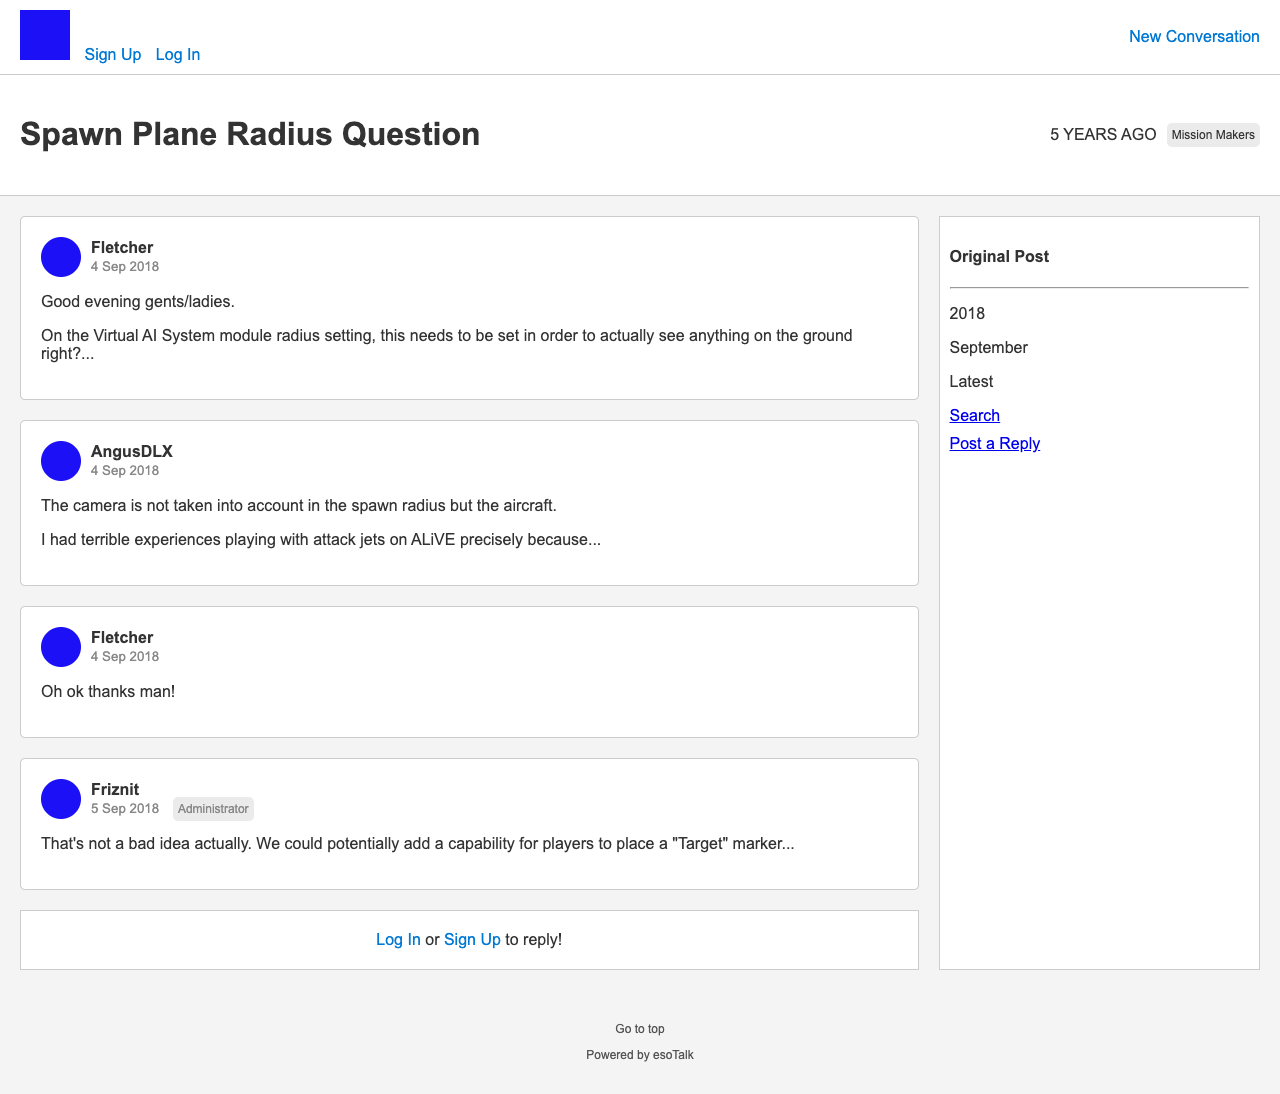 Sign Up Log In
New Conversation
Spawn Plane Radius Question
5 YEARS AGO Mission Makers
Fletcher
4 Sep 2018
Good evening gents/ladies.
On the Virtual AI System module radius setting, this needs to be set in order to actually see anything on the ground
right?...
AngusDLX
4 Sep 2018
The camera is not taken into account in the spawn radius but the aircraft.
I had terrible experiences playing with attack jets on ALiVE precisely because...
Fletcher
4 Sep 2018
Oh ok thanks man!
Friznit
5 Sep 2018 Administrator
That's not a bad idea actually. We could potentially add a capability for players to place a "Target" marker...
Log In or Sign Up to reply!
Original Post
2018
September
Latest
Search
Post a Reply
Go to top
Powered by esoTalk